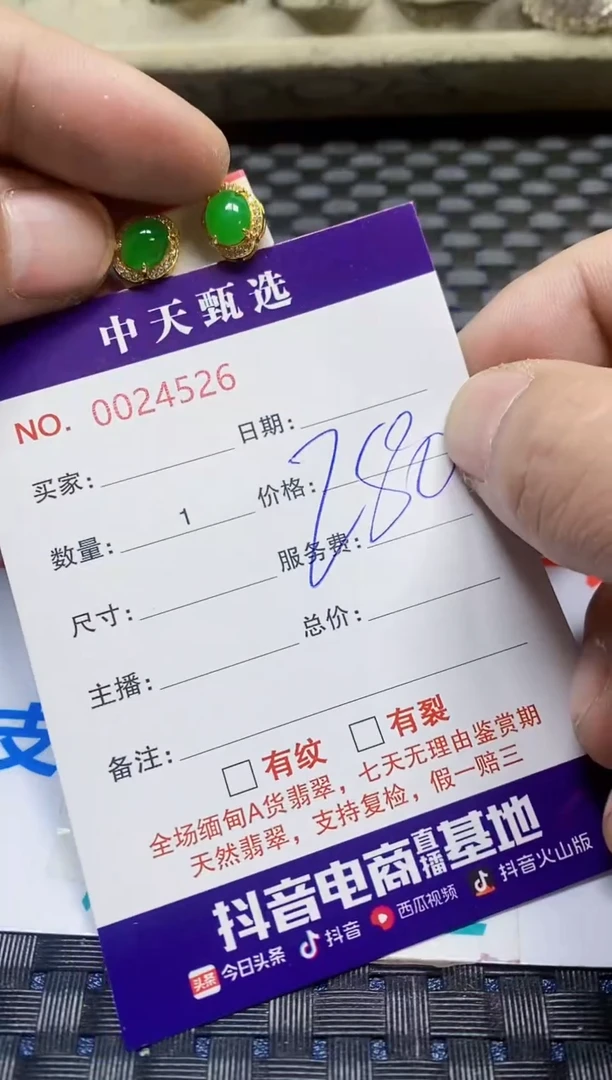 中天甄选
NO. 0024526
日期:
买家:
数量: 1
价格: 280
尺寸:
服务费:
主播:
总价:
备注:
有纹 有裂
全场缅甸A货翡翠，七天无理由鉴赏期
天然翡翠，支持复检，假一赔三
抖音电商直播基地
头条 今日头条 抖音 西瓜视频 抖音火山版
支